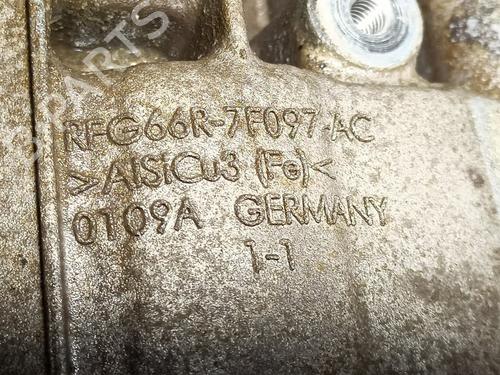 RFG66R-7F097-AC
>AlSiCu3 (Fe)<
0109A GERMANY
1-1